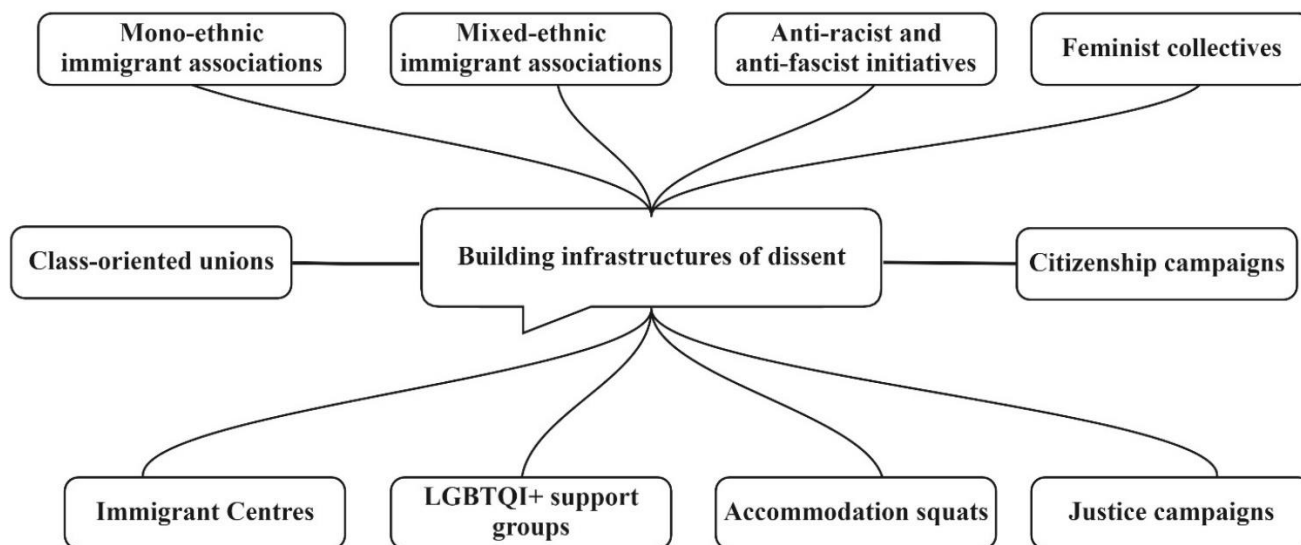 Mono-ethnic
immigrant associations
Mixed-ethnic
immigrant associations
Anti-racist and
anti-fascist initiatives
Feminist collectives
Class-oriented unions
Building infrastructures of dissent
Citizenship campaigns
Immigrant Centres
LGBTQI+ support
groups
Accommodation squats
Justice campaigns